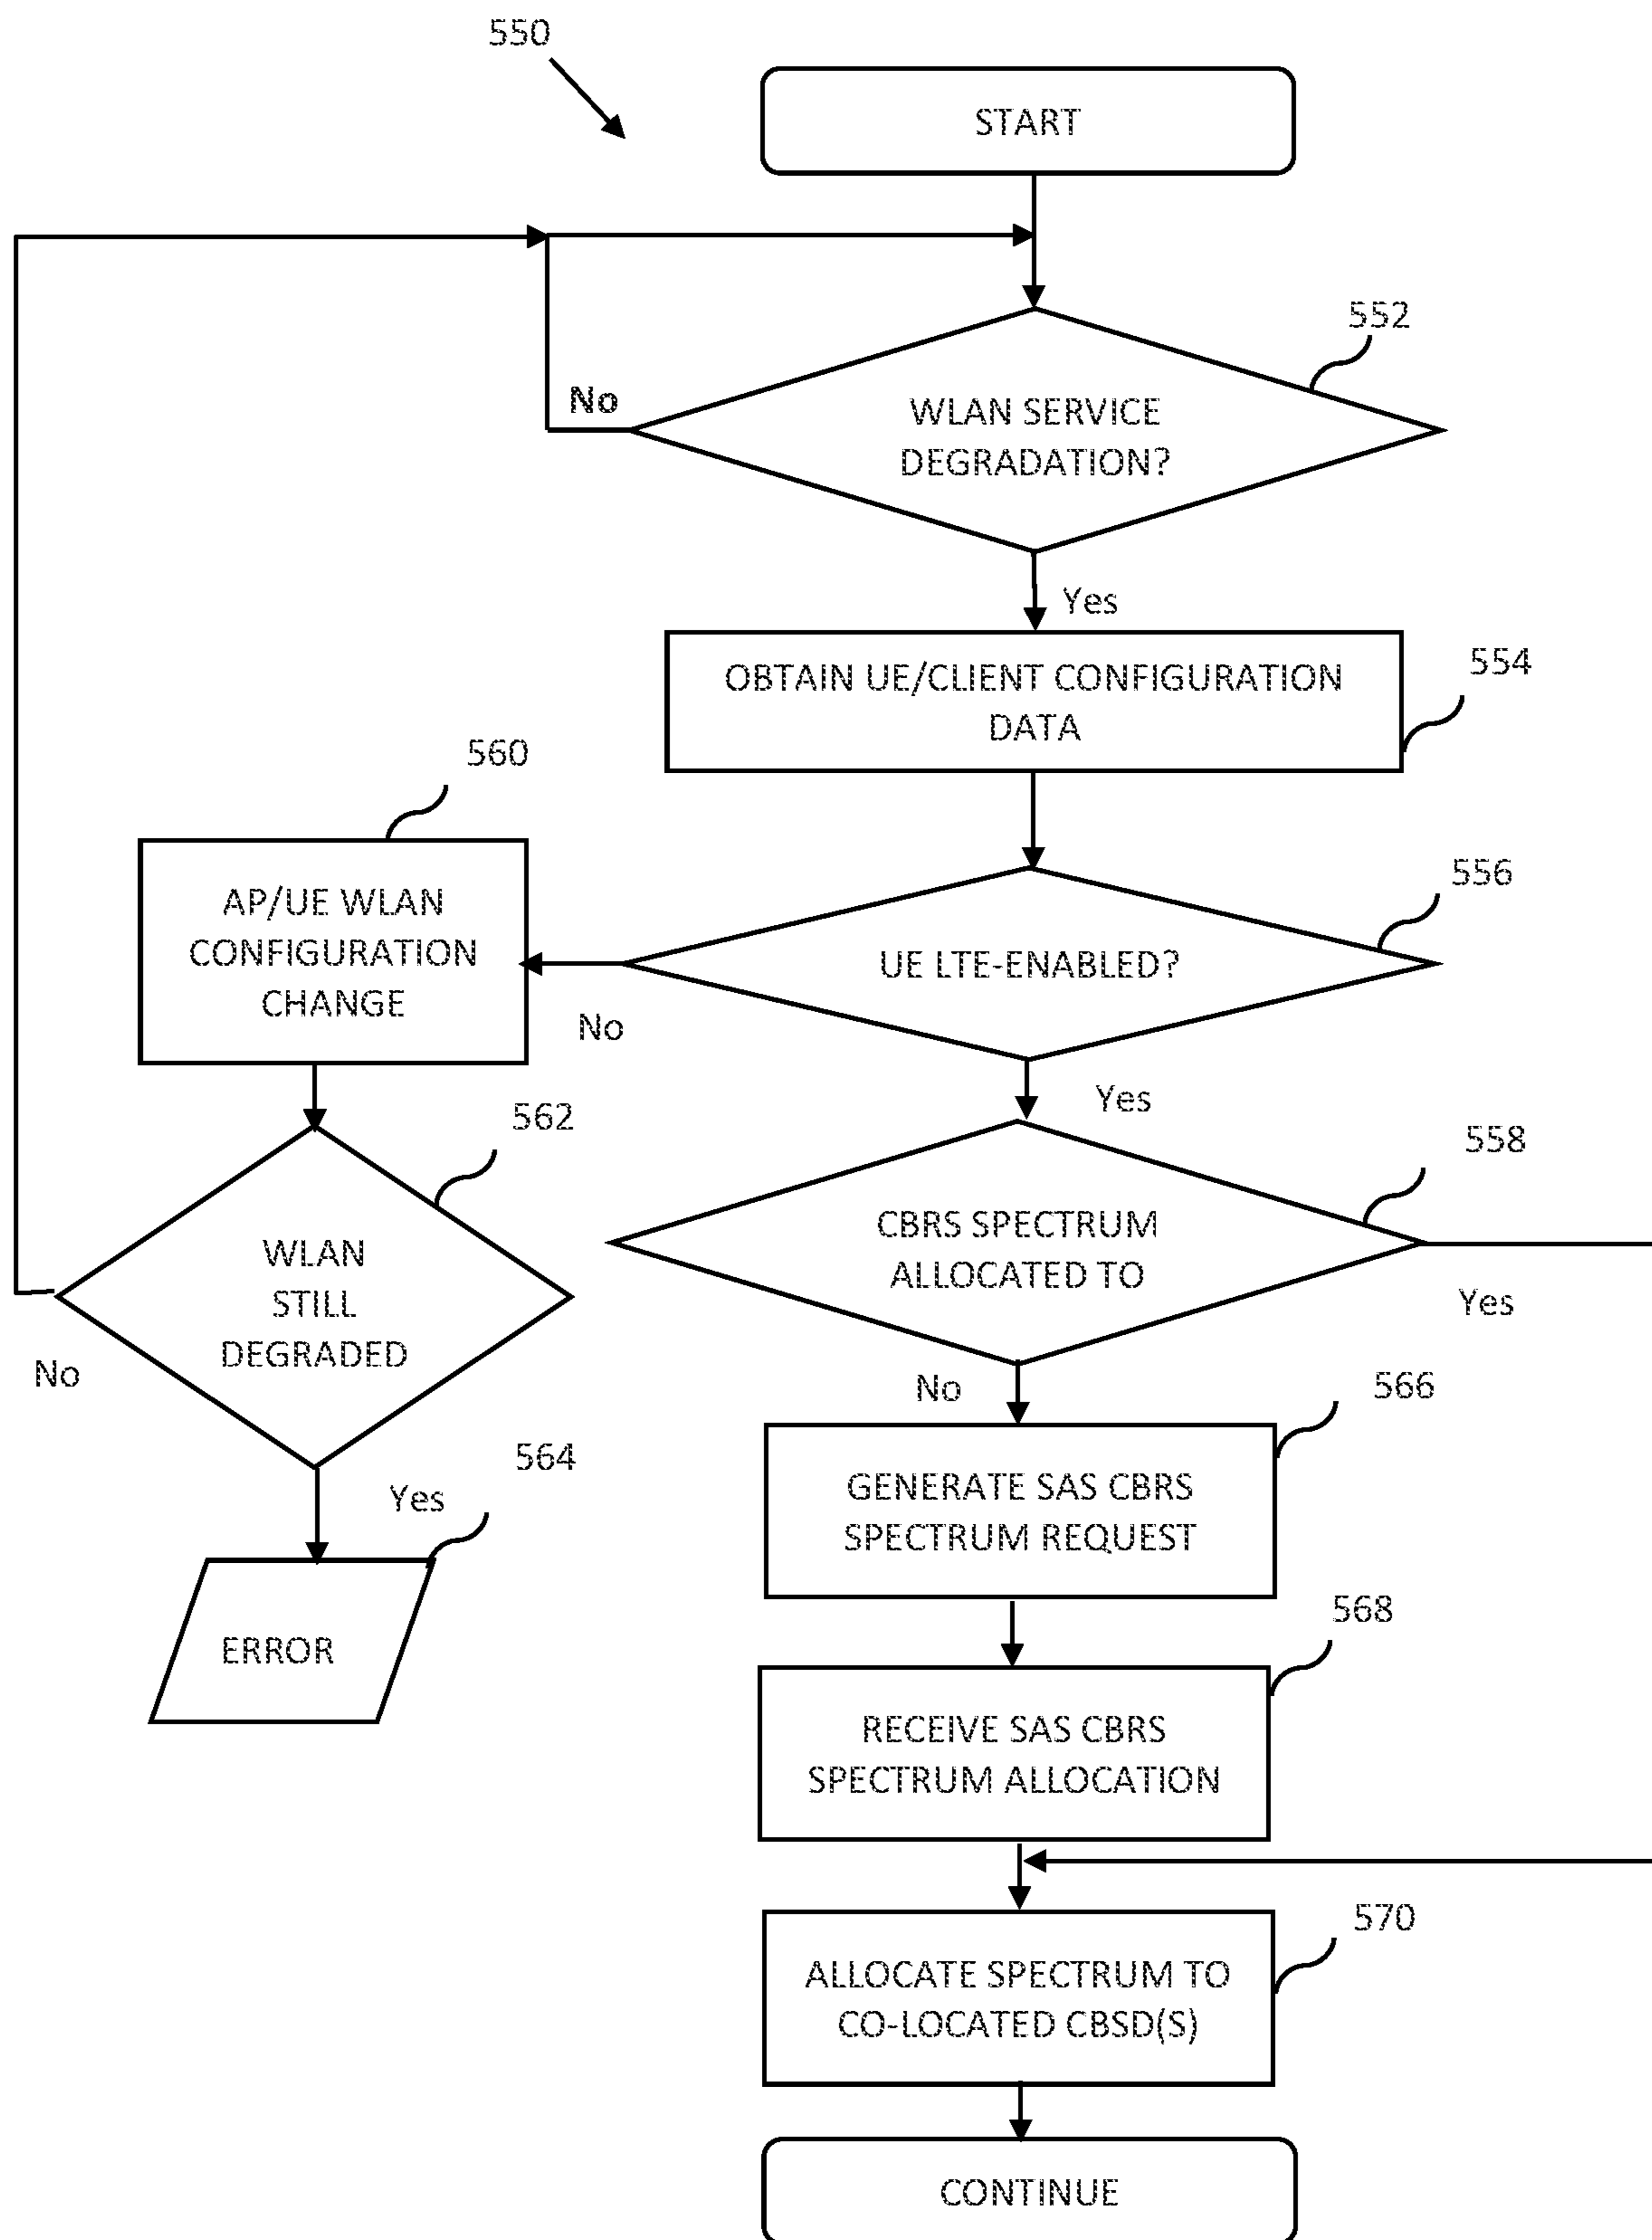 550
START
552
No
WLAN SERVICE
DEGRADATION?
Yes
554
OBTAIN UE/CLIENT CONFIGURATION
DATA
560
556
AP/UE WLAN
CONFIGURATION
CHANGE
UE LTE-ENABLED?
No
Yes
562
558
CBRS SPECTRUM
ALLOCATED TO
WLAN
STILL
DEGRADED
Yes
No
No
566
564
Yes
GENERATE SAS CBRS
SPECTRUM REQUEST
ERROR
568
RECEIVE SAS CBRS
SPECTRUM ALLOCATION
570
ALLOCATE SPECTRUM TO
CO-LOCATED CBSD(S)
CONTINUE